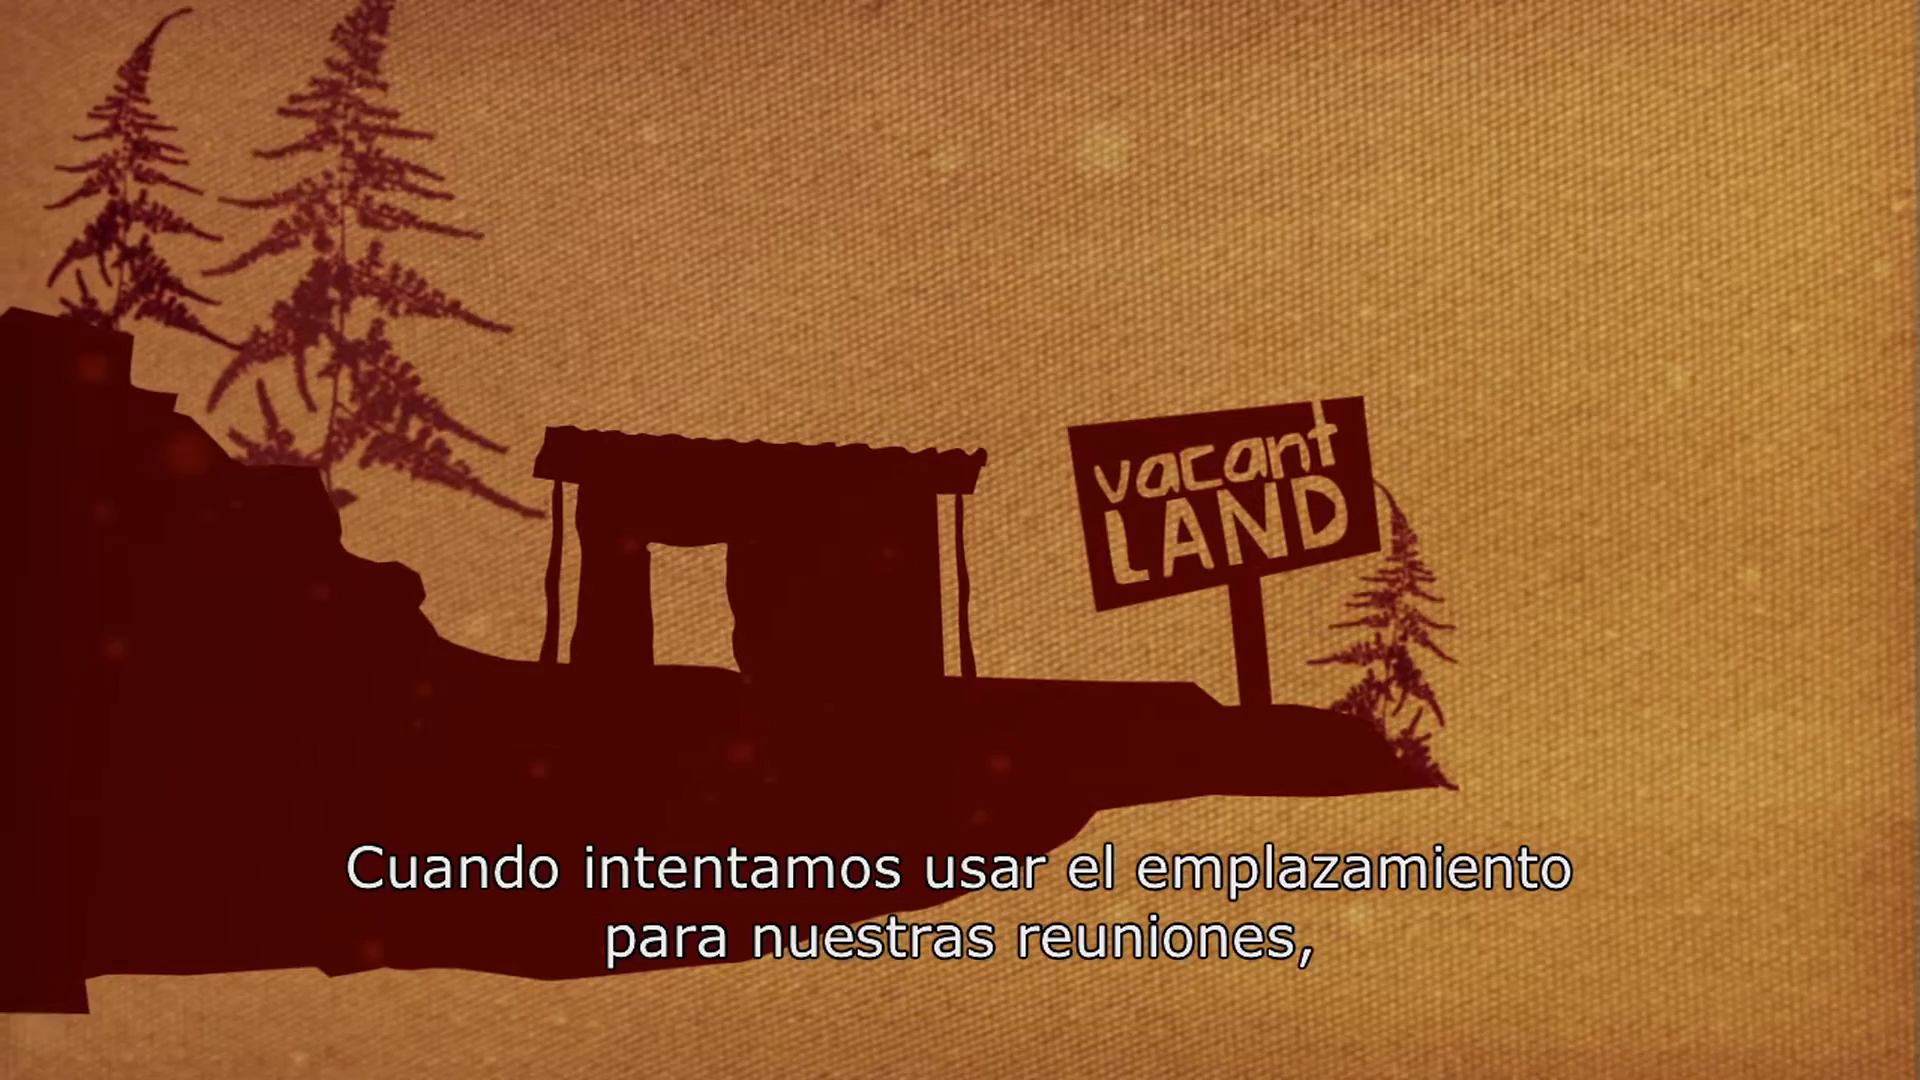 vacant
LAND
Cuando intentamos usar el emplazamiento
para nuestras reuniones,